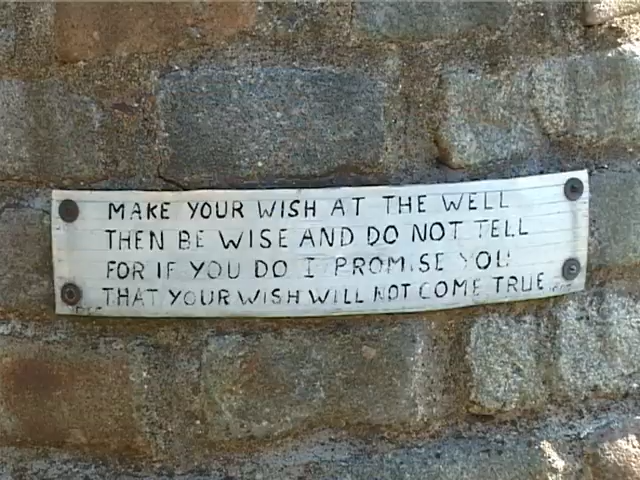 MAKE YOUR WISH AT THE WELL
THEN BE WISE AND DO NOT TELL
FOR IF YOU DO I PROMISE YOU
THAT YOUR WISH WILL NOT COME TRUE